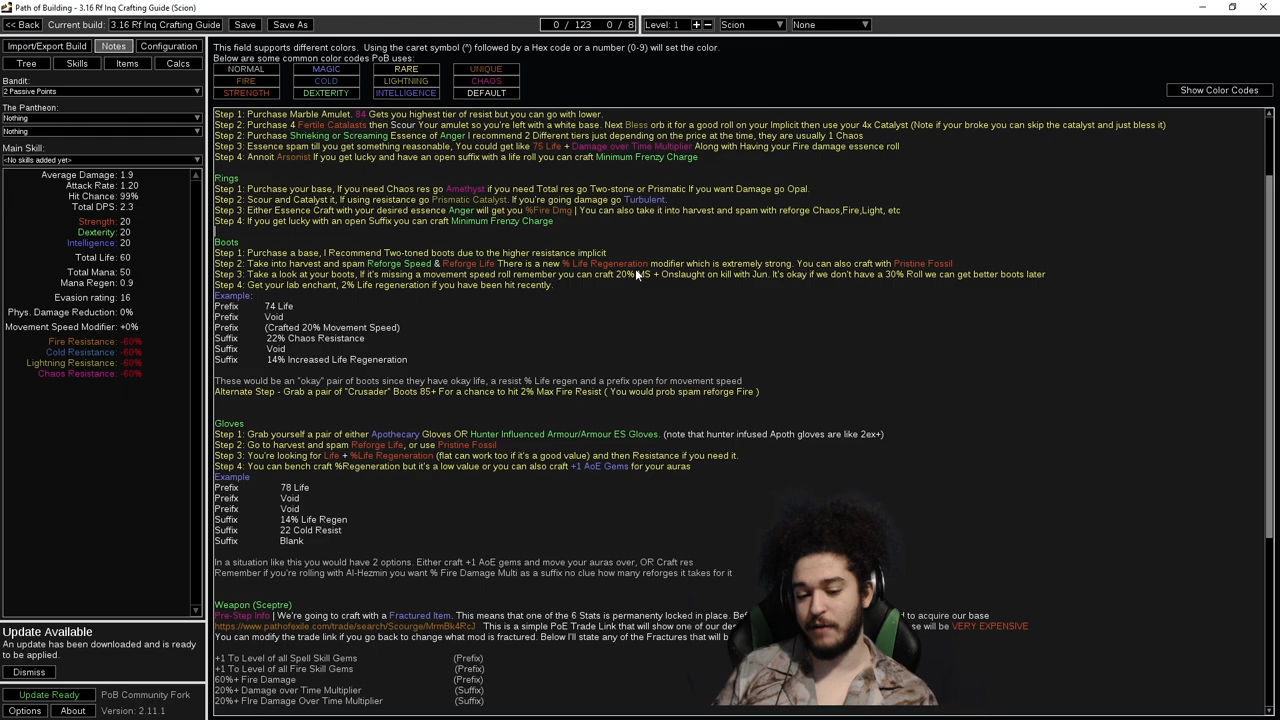 Path of Building - 3.16 Rf Inq Crafting Guide
<< Back
Current build:
3.16 Rf Inq Crafting Guide (Scion)
Save
Save As
0 / 123
0 / 8
Level: 1
+
-
Scion
None
Import/Export Build
Notes
Configuration
Tree
Skills
Items
Calcs
Bandit:
2 Passive Points
The Pantheon:
Nothing
Nothing
Main Skill:
<No skills added yet>
Average Damage: 1.9
Attack Rate: 1.20
Hit Chance: 99%
Total DPS: 2.3
Strength: 20
Dexterity: 20
Intelligence: 20
Total Life: 60
Total Mana: 50
Mana Regen: 0.9
Evasion rating: 16
Phys. Damage Reduction: 0%
Movement Speed Modifier: +0%
Fire Resistance: -60%
Cold Resistance: -60%
Lightning Resistance: -60%
Chaos Resistance: -60%
Update Available
An update has been downloaded and is ready
to be applied.
Dismiss
Update Ready
PoB Community Fork
Options
About
Version: 2.11.1
This field supports different colors. Using the caret symbol (^) followed by a Hex code or a number (0-9) will set the color.
Below are some common color codes PoB uses:
NORMAL
MAGIC
RARE
UNIQUE
FIRE
COLD
LIGHTNING
CHAOS
STRENGTH
DEXTERITY
INTELLIGENCE
DEFAULT
Show Color Codes
Step 1: Purchase Marble Amulet. 84 Gets you highest tier of resist but you can go with lower.
Step 2: Purchase 4 Fertile Catalasts then Scour Your amulet so you're left with a white base. Next Bless orb it for a good roll on your Implicit then use your 4x Catalyst (Note if your broke you can skip the catalyst and just bless it)
Step 2: Purchase Shrieking or Screaming Essence of Anger I recommend 2 Different tiers just depending on the price at the time, they are usually 1 Chaos
Step 3: Essence spam till you get something reasonable, You could get like 75 Life + Damage over Time Multiplier Along with Having your Fire damage essence roll
Step 4: Annoit Arsonist If you get lucky and have an open suffix with a life roll you can craft Minimum Frenzy Charge
Rings
Step 1: Purchase your base, If you need Chaos res go Amethyst if you need Total res go Two-stone or Prismatic If you want Damage go Opal.
Step 2: Scour and Catalyst it, If using resistance go Prismatic Catalyst. If you're going damage go Turbulent.
Step 3: Either Essence Craft with your desired essence Anger will get you %Fire Dmg | You can also take it into harvest and spam with reforge Chaos,Fire,Light, etc
Step 4: If you get lucky with an open Suffix you can craft Minimum Frenzy Charge
Boots
Step 1: Purchase a base, I Recommend Two-toned boots due to the higher resistance implicit
Step 2: Take into harvest and spam Reforge Speed & Reforge Life There is a new % Life Regeneration modifier which is extremely strong. You can also craft with Pristine Fossil
Step 3: Take a look at your boots, If it's missing a movement speed roll remember you can craft 20% MS + Onslaught on kill with Jun. It's okay if we don't have a 30% Roll we can get better boots later
Step 4: Get your lab enchant, 2% Life regeneration if you have been hit recently.
Example:
Prefix 74 Life
Prefix Void
Prefix (Crafted 20% Movement Speed)
Suffix 22% Chaos Resistance
Suffix Void
Suffix 14% Increased Life Regeneration
These would be an "okay" pair of boots since they have okay life, a resist % Life regen and a prefix open for movement speed
Alternate Step - Grab a pair of "Crusader" Boots 85+ For a chance to hit 2% Max Fire Resist ( You would prob spam reforge Fire )
Gloves
Step 1: Grab yourself a pair of either Apothecary Gloves OR Hunter Influenced Armour/Armour ES Gloves. (note that hunter infused Apoth gloves are like 2ex+)
Step 2: Go to harvest and spam Reforge Life, or use Pristine Fossil
Step 3: You're looking for Life + %Life Regeneration (flat can work too if it's a good value) and then Resistance if you need it.
Step 4: You can bench craft %Regeneration but it's a low value or you can also craft +1 AoE Gems for your auras
Example
Preifx 78 Life
Preifx Void
Prefix Void
Suffix 14% Life Regen
Suffix 22 Cold Resist
Suffix Blank
In a situation like this you would have 2 options. Either craft +1 AoE gems and move your auras over, OR Craft res
Remember if you're rolling with Al-Hezmin you want % Fire Damage Multi as a suffix no clue how many reforges it takes for it
Weapon (Sceptre)
Pre-Step Info | We're going to craft with a Fractured Item. This means that one of the 6 Stats is permanently locked in place. to acquire our base
https://www.pathofexile.com/trade/search/Scourge/MrmBk4RcJ This is a simple PoE Trade Link that will show one of our will be VERY EXPENSIVE
You can modify the trade link if you go back to change what mod is fractured. Below I'll state any of the Fractures that will
+1 To Level of all Spell Skill Gems (Prefix)
+1 To Level of all Fire Skill Gems (Prefix)
60%+ Fire Damage (Prefix)
20%+ Damage over Time Multiplier (Suffix)
20%+ FIre Damage Over Time Multiplier (Suffix)